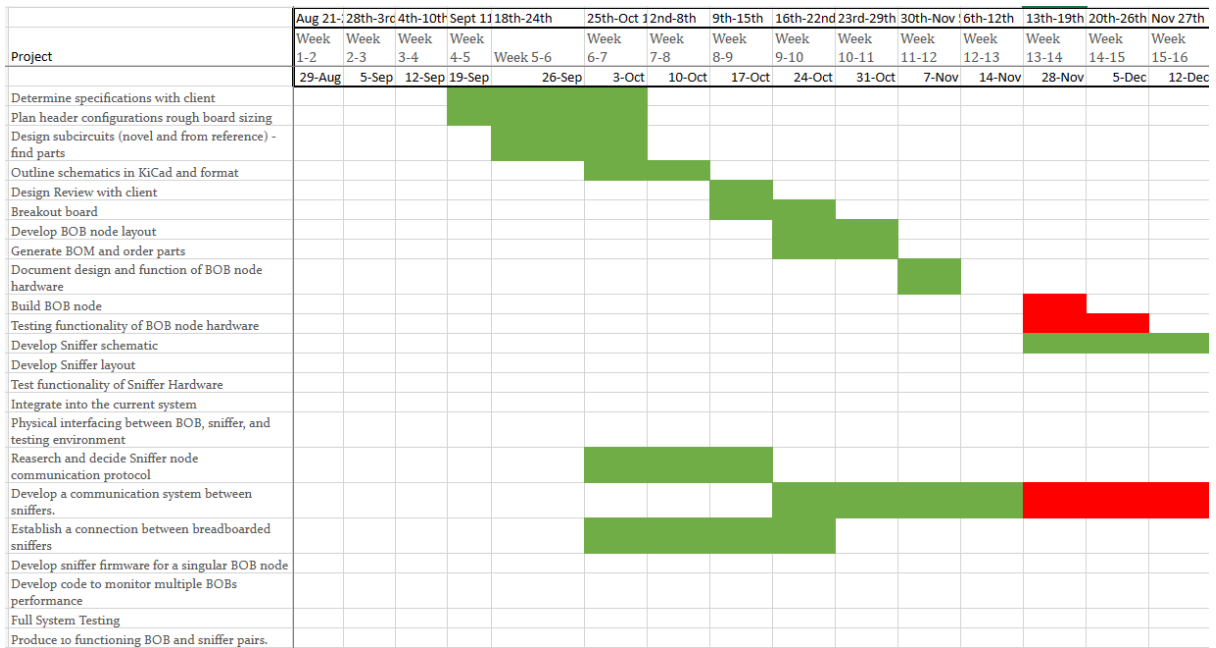 Aug 21- 28th-3rd 4th-10th Sept 11 18th-24th 25th-Oct 1 2nd-8th 9th-15th 16th-22nd 23rd-29th 30th-Nov 6th-12th 13th-19th 20th-26th Nov 27th
Week Week Week Week Week Week Week Week Week Week Week Week Week Week
Project 1-2 2-3 3-4 4-5 Week 5-6 6-7 7-8 8-9 9-10 10-11 11-12 12-13 13-14 14-15 15-16
29-Aug 5-Sep 12-Sep 19-Sep 26-Sep 3-Oct 10-Oct 17-Oct 24-Oct 31-Oct 7-Nov 14-Nov 28-Nov 5-Dec 12-Dec
Determine specifications with client
Plan header configurations rough board sizing
Design subcircuits (novel and from reference) -
find parts
Outline schematics in KiCad and format
Design Review with client
Breakout board
Develop BOB node layout
Generate BOM and order parts
Document design and function of BOB node
hardware
Build BOB node
Testing functionality of BOB node hardware
Develop Sniffer schematic
Develop Sniffer layout
Test functionality of Sniffer Hardware
Integrate into the current system
Physical interfacing between BOB, sniffer, and
testing environment
Reaserch and decide Sniffer node
communication protocol
Develop a communication system between
sniffers.
Establish a connection between breadboarded
sniffers
Develop sniffer firmware for a singular BOB node
Develop code to monitor multiple BOBs
performance
Full System Testing
Produce 10 functioning BOB and sniffer pairs.